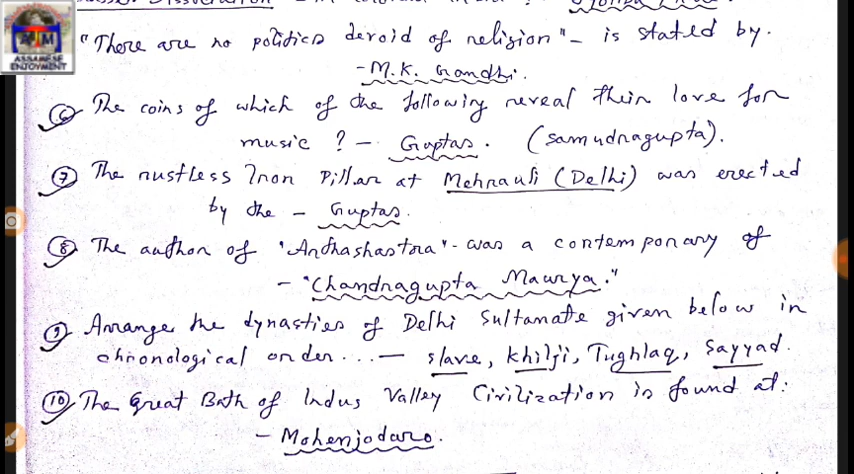 "There are no politics devoid of religion" - is stated by.
- M.K. Gandhi.
⑥ The coins of which of the following reveal their love for
music? - Guptas. (Samudragupta).
⑦ The rustless Iron Pillar at Mehrauli (Delhi) was erected
by the - Guptas.
⑧ The author of 'Arthashastra' - was a contemporary of
- "Chandragupta Maurya."
⑨ Arrange the dynasties of Delhi Sultanate given below in
chronological order... - slave, Khilji, Tughlaq, Sayyad.
⑩ The Great Bath of Indus Valley Civilization is found at:
- Mohenjodaro.
ASSAMESE
ENJOYMENT